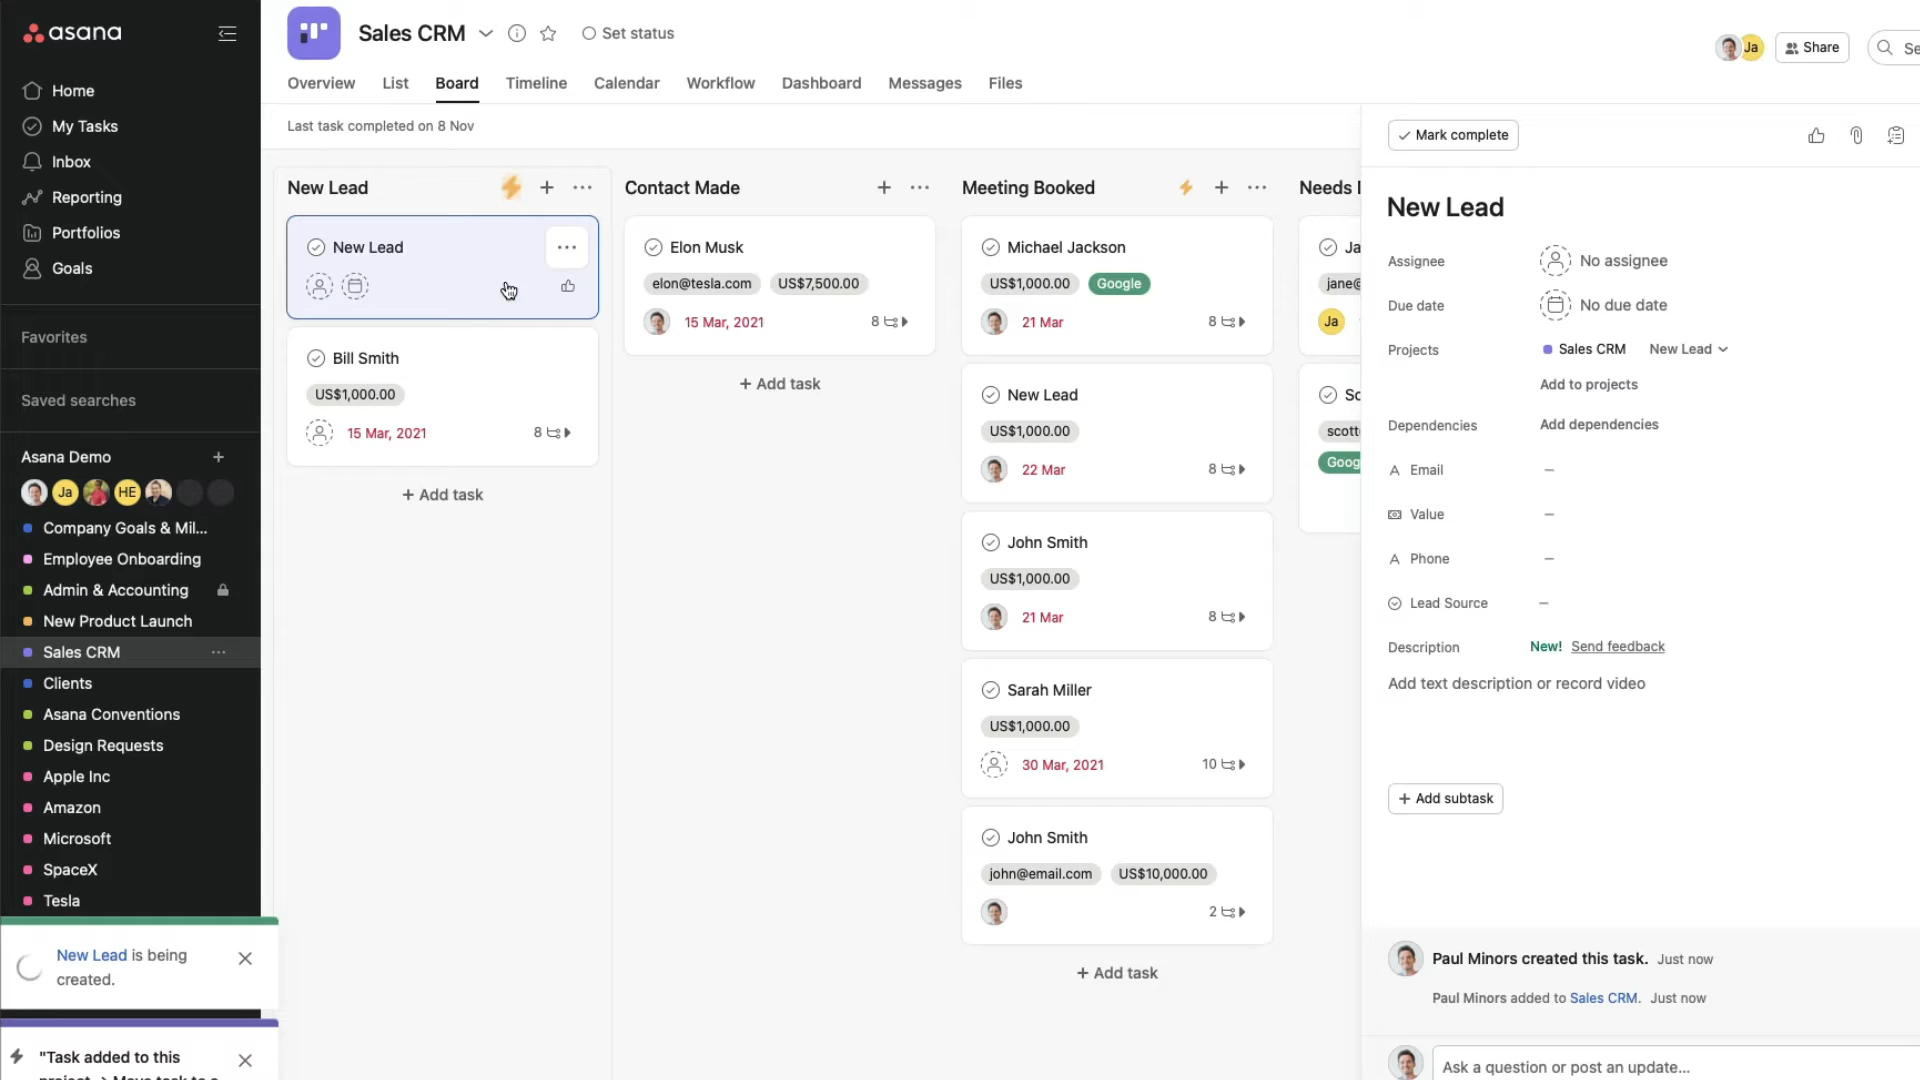 asana
Home
My Tasks
Inbox
Reporting
Portfolios
Goals
Favorites
Saved searches
Asana Demo
Ja
HE
Company Goals & Mil...
Employee Onboarding
Admin & Accounting
New Product Launch
Sales CRM
Clients
Asana Conventions
Design Requests
Apple Inc
Amazon
Microsoft
SpaceX
Tesla
New Lead is being
created.
"Task added to this
Sales CRM
Set status
Ja
Share
Se
Overview List Board Timeline Calendar Workflow Dashboard Messages Files
Last task completed on 8 Nov
New Lead
New Lead
Bill Smith
US$1,000.00
15 Mar, 2021 8
+ Add task
Contact Made
Elon Musk
elon@tesla.com US$7,500.00
15 Mar, 2021 8
+ Add task
Meeting Booked
Michael Jackson
US$1,000.00 Google
21 Mar 8
New Lead
US$1,000.00
22 Mar 8
John Smith
US$1,000.00
21 Mar 8
Sarah Miller
US$1,000.00
30 Mar, 2021 10
John Smith
john@email.com US$10,000.00
2
+ Add task
Needs
Ja
jane@
Ja
Sc
scott
Goog
Mark complete
New Lead
Assignee No assignee
Due date No due date
Projects Sales CRM New Lead
Add to projects
Dependencies Add dependencies
A Email —
Value —
A Phone —
Lead Source —
Description New! Send feedback
Add text description or record video
+ Add subtask
Paul Minors created this task. Just now
Paul Minors added to Sales CRM. Just now
Ask a question or post an update...